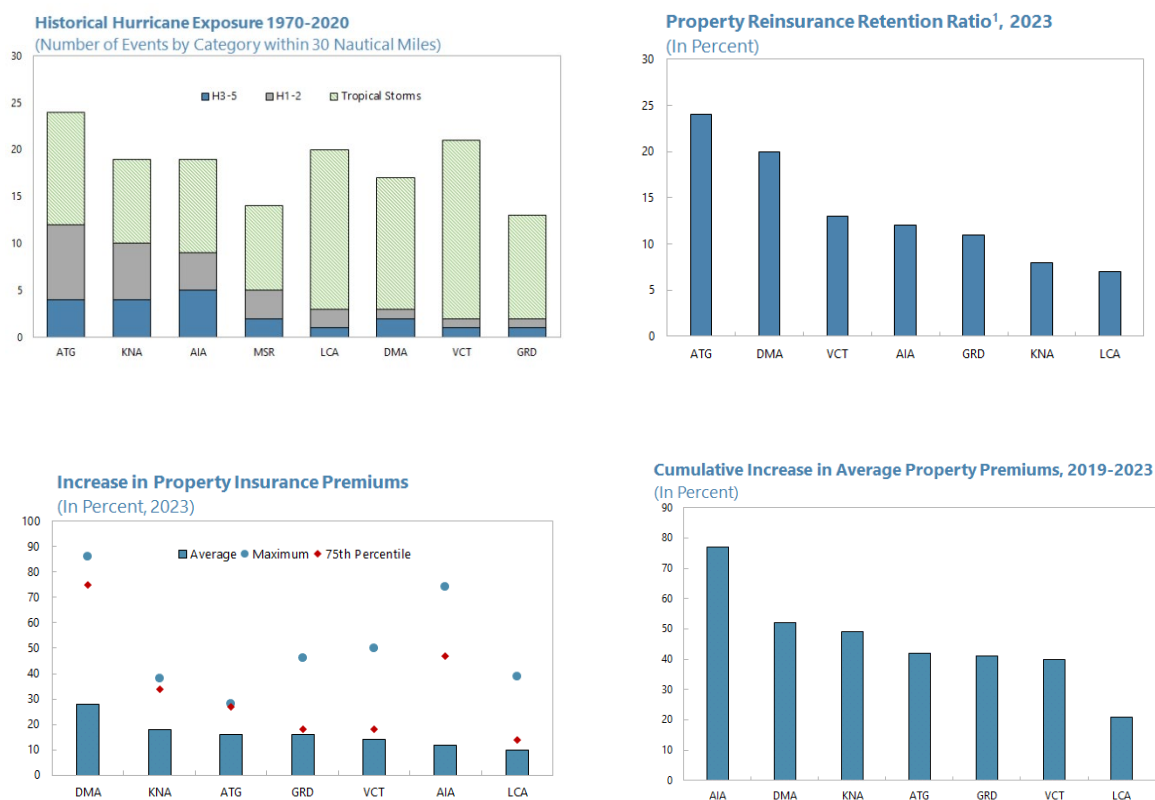 Historical Hurricane Exposure 1970-2020
(Number of Events by Category within 30 Nautical Miles)
30
25
20
15
10
5
0
H3-5 H1-2 Tropical Storms
ATG KNA AIA MSR LCA DMA VCT GRD
Property Reinsurance Retention Ratio¹, 2023
(In Percent)
30
25
20
15
10
5
0
ATG DMA VCT AIA GRD KNA LCA
Increase in Property Insurance Premiums
(In Percent, 2023)
100
90
80
70
60
50
40
30
20
10
0
Average Maximum 75th Percentile
DMA KNA ATG GRD VCT AIA LCA
Cumulative Increase in Average Property Premiums, 2019-2023
(In Percent)
90
80
70
60
50
40
30
20
10
0
AIA DMA KNA ATG GRD VCT LCA